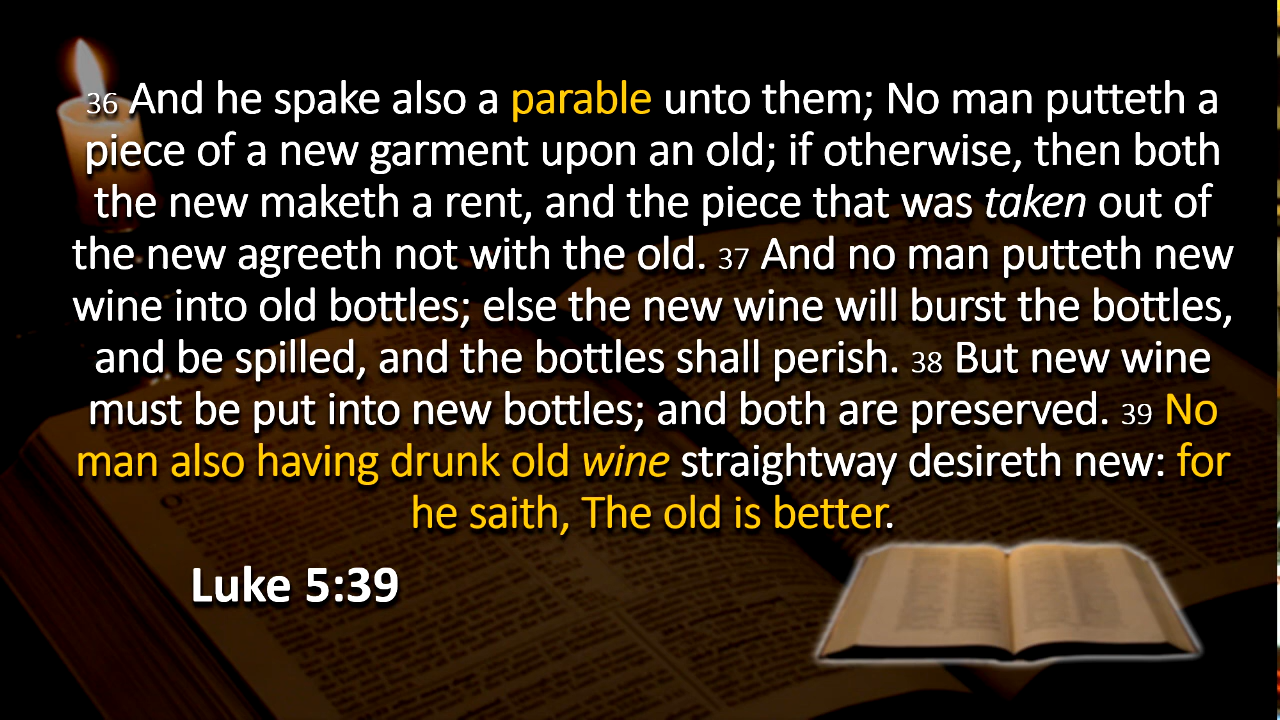 36 And he spake also a parable unto them; No man putteth a
piece of a new garment upon an old; if otherwise, then both
the new maketh a rent, and the piece that was taken out of
the new agreeth not with the old. 37 And no man putteth new
wine into old bottles; else the new wine will burst the bottles,
and be spilled, and the bottles shall perish. 38 But new wine
must be put into new bottles; and both are preserved. 39 No
man also having drunk old wine straightway desireth new: for
he saith, The old is better.
Luke 5:39